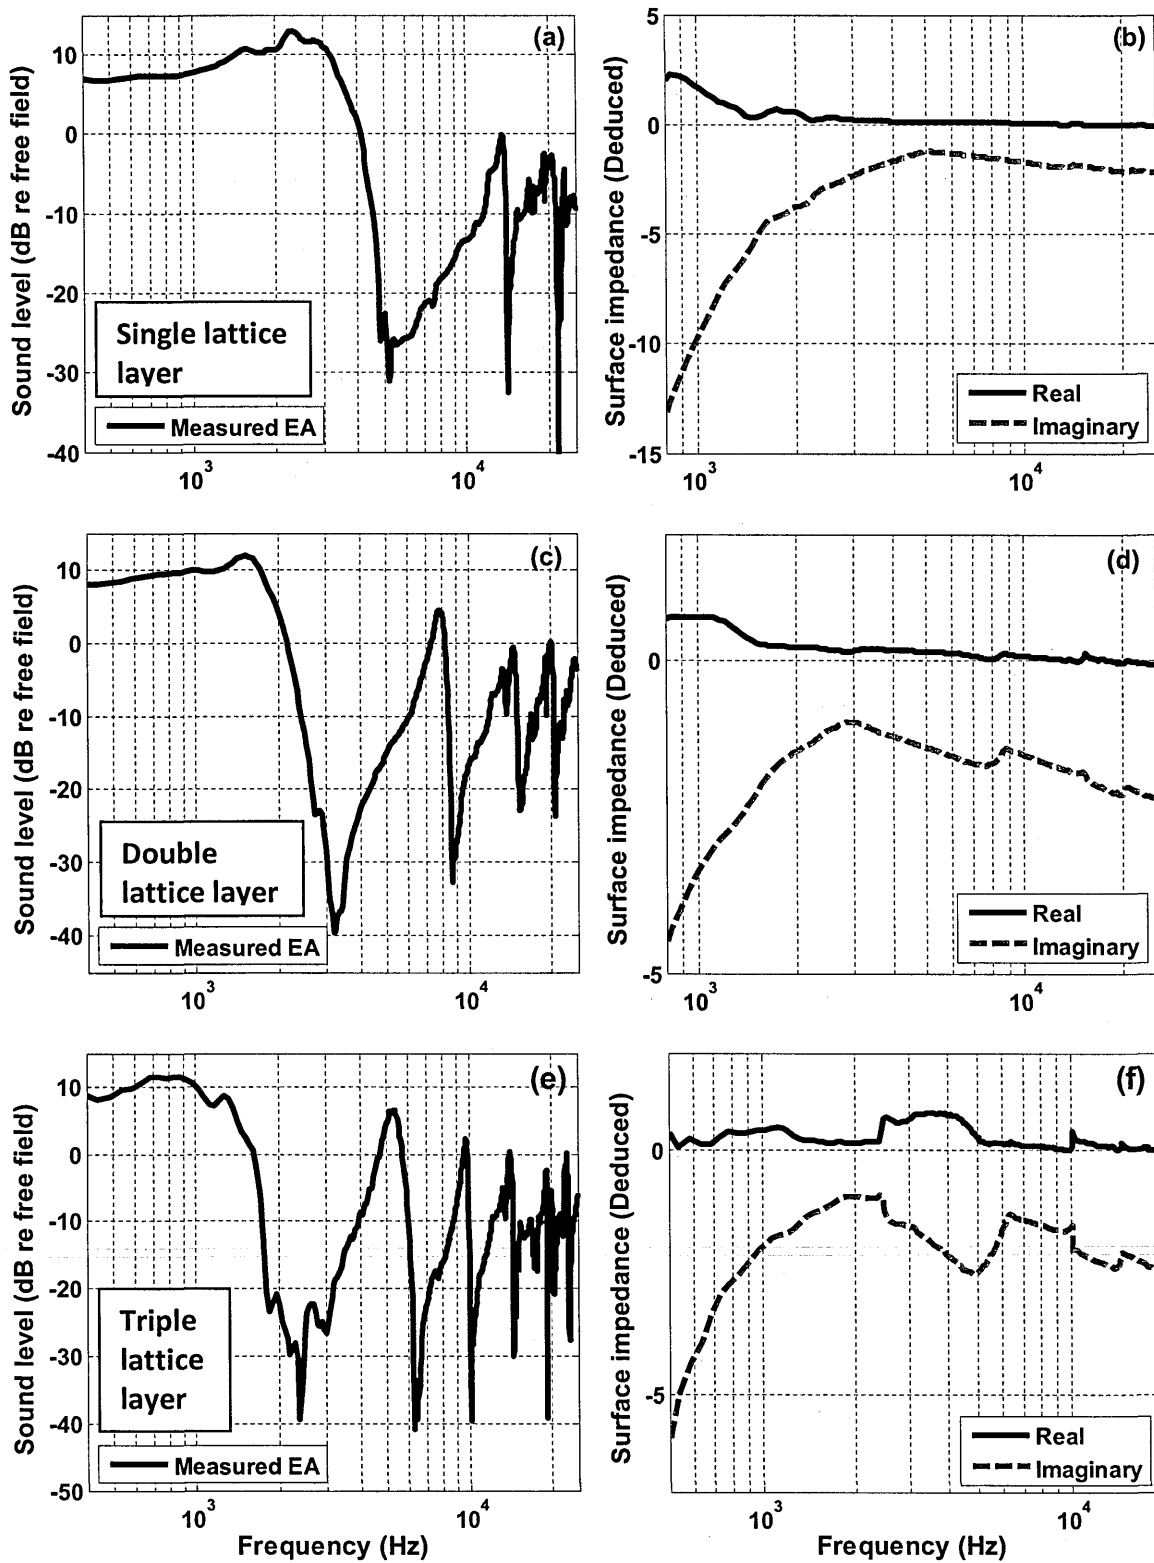 (a)
Sound level (dB re free field)
10
0
-10
-20
-30
-40
Single lattice
layer
Measured EA
10³
10⁴
(b)
Surface impedance (Deduced)
5
0
-5
-10
-15
Real
Imaginary
10³
10⁴
(c)
Sound level (dB re free field)
10
0
-10
-20
-30
-40
Double
lattice layer
Measured EA
10³
10⁴
(d)
Surface impedance (Deduced)
0
-5
Real
Imaginary
10³
10⁴
(e)
Sound level (dB re free field)
10
0
-10
-20
-30
-40
-50
Triple
lattice
layer
Measured EA
10³
10⁴
Frequency (Hz)
(f)
Surface impedance (Deduced)
0
-5
Real
Imaginary
10³
10⁴
Frequency (Hz)